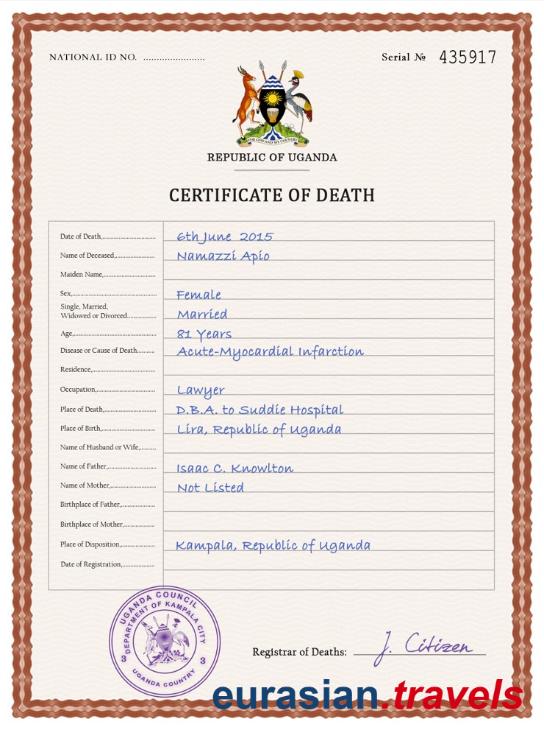 NATIONAL ID NO. ........................
Serial № 435917
REPUBLIC OF UGANDA
CERTIFICATE OF DEATH
Date of Death,........................ 6th June 2015
Name of Deceased,................ Namazzi Apio
Maiden Name,......................
Sex,........................................ Female
Single, Married,
Widowed or Divorced............ Married
Age,....................................... 81 Years
Disease or Cause of Death....... Acute-Myocardial Infarction
Residence,.............................
Occupation,........................... Lawyer
Place of Death,...................... D.B.A. to Suddie Hospital
Place of Birth,........................ Lira, Republic of Uganda
Name of Husband or Wife,.......
Name of Father,...................... Isaac C. Knowlton
Name of Mother,.................... Not Listed
Birthplace of Father,...............
Birthplace of Mother,..............
Place of Disposition,............... Kampala, Republic of Uganda
Date of Registration,...............
UGANDA COUNCIL
DEPARTMENT OF KAMPALA CITY
3 3
UGANDA COUNTRY
Registrar of Deaths: J. Citizen
eurasian.travels